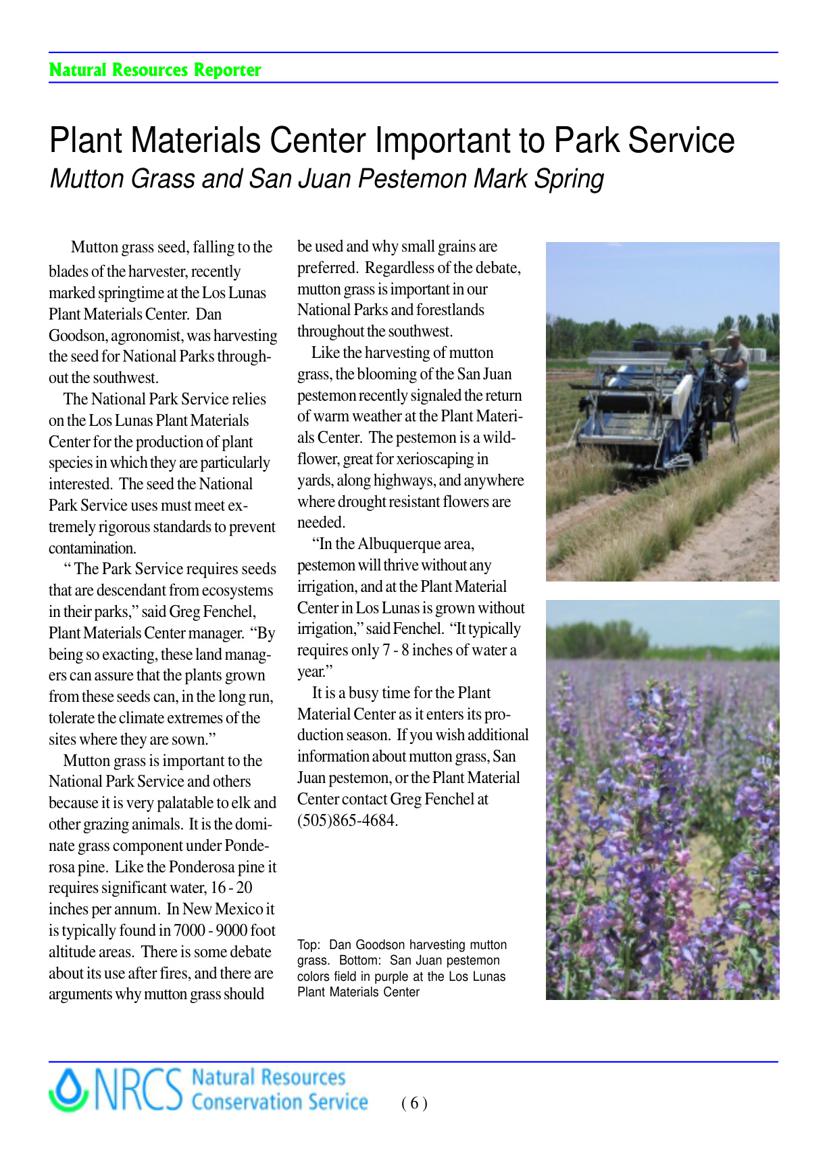 Natural Resources Reporter
Plant Materials Center Important to Park Service
Mutton Grass and San Juan Pestemon Mark Spring
Mutton grass seed, falling to the
blades of the harvester, recently
marked springtime at the Los Lunas
Plant Materials Center.  Dan
Goodson, agronomist, was harvesting
the seed for National Parks through-
out the southwest.
The National Park Service relies
on the Los Lunas Plant Materials
Center for the production of plant
species in which they are particularly
interested.  The seed the National
Park Service uses must meet ex-
tremely rigorous standards to prevent
contamination.
“ The Park Service requires seeds
that are descendant from ecosystems
in their parks,” said Greg Fenchel,
Plant Materials Center manager.  “By
being so exacting, these land manag-
ers can assure that the plants grown
from these seeds can, in the long run,
tolerate the climate extremes of the
sites where they are sown.”
Mutton grass is important to the
National Park Service and others
because it is very palatable to elk and
other grazing animals.  It is the domi-
nate grass component under Ponde-
rosa pine.  Like the Ponderosa pine it
requires significant water, 16 - 20
inches per annum.  In New Mexico it
is typically found in 7000 - 9000 foot
altitude areas.  There is some debate
about its use after fires, and there are
arguments why mutton grass should
be used and why small grains are
preferred.  Regardless of the debate,
mutton grass is important in our
National Parks and forestlands
throughout the southwest.
Like the harvesting of mutton
grass, the blooming of the San Juan
pestemon recently signaled the return
of warm weather at the Plant Materi-
als Center.  The pestemon is a wild-
flower, great for xerioscaping in
yards, along highways, and anywhere
where drought resistant flowers are
needed.
“In the Albuquerque area,
pestemon will thrive without any
irrigation, and at the Plant Material
Center in Los Lunas is grown without
irrigation,” said Fenchel.  “It typically
requires only 7 - 8 inches of water a
year.”
It is a busy time for the Plant
Material Center as it enters its pro-
duction season.  If you wish additional
information about mutton grass, San
Juan pestemon, or the Plant Material
Center contact Greg Fenchel at
(505)865-4684.
Top:  Dan Goodson harvesting mutton
grass.  Bottom:  San Juan pestemon
colors field in purple at the Los Lunas
Plant Materials Center
NRCS Natural Resources
Conservation Service
( 6 )